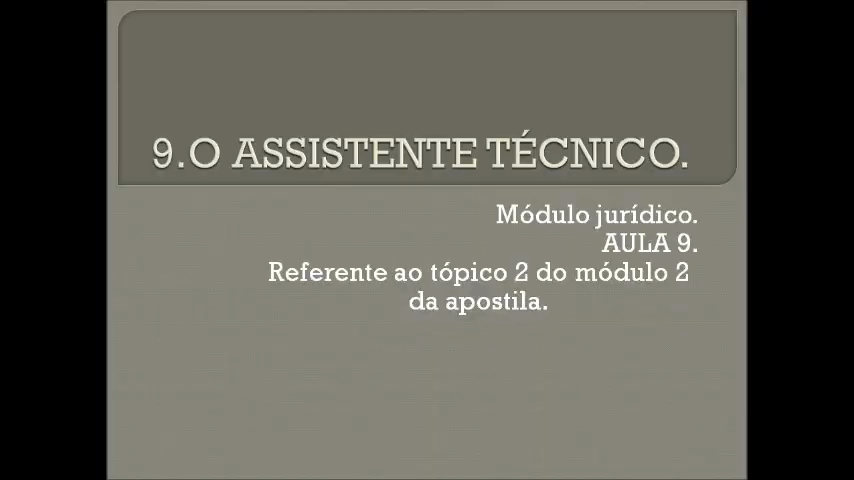 9.O ASSISTENTE TÉCNICO.
Módulo jurídico.
AULA 9.
Referente ao tópico 2 do módulo 2
da apostila.